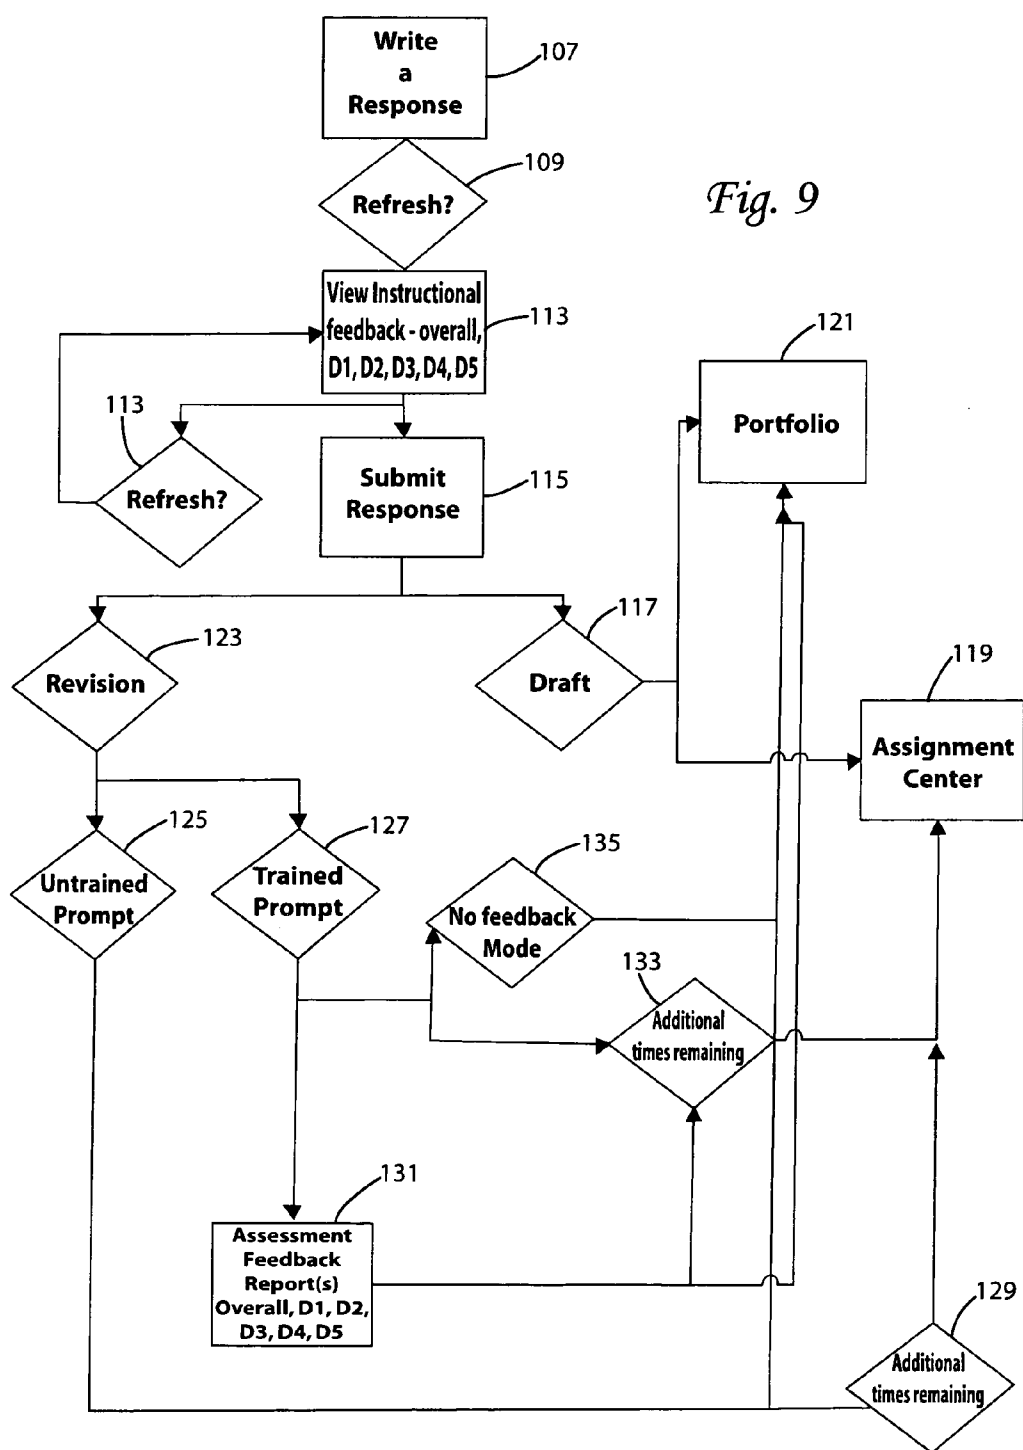 Write
a
Response
107
109
Refresh?
Fig. 9
View Instructional
feedback - overall,
D1, D2, D3, D4, D5
113
121
Portfolio
113
Refresh?
Submit
Response
115
117
Draft
123
Revision
119
Assignment
Center
125
Untrained
Prompt
127
Trained
Prompt
135
No feedback
Mode
133
Additional
times remaining
131
Assessment
Feedback
Report(s)
Overall, D1, D2,
D3, D4, D5
129
Additional
times remaining